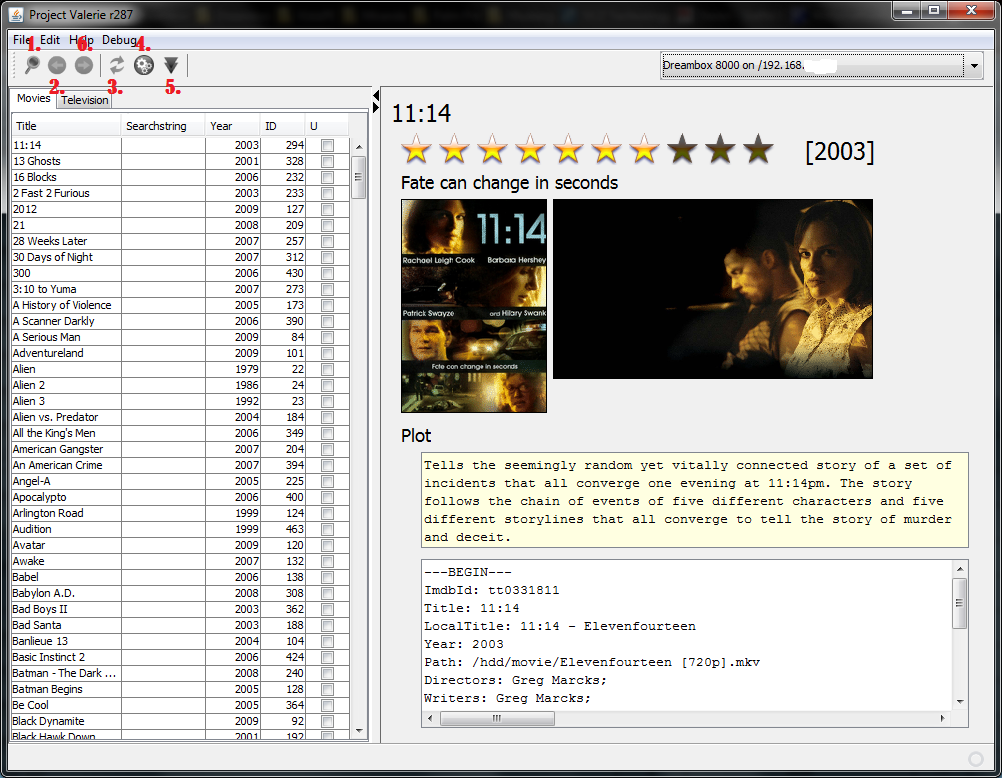 Project Valerie r287
File Edit Help Debug
1. 2. 6. 3. 4. 5.
Dreambox 8000 on /192.168.
Movies Television
Title Searchstring Year ID U
11:14 2003 294
13 Ghosts 2001 328
16 Blocks 2006 232
2 Fast 2 Furious 2003 233
2012 2009 127
21 2008 209
28 Weeks Later 2007 257
30 Days of Night 2007 312
300 2006 430
3:10 to Yuma 2007 273
A History of Violence 2005 173
A Scanner Darkly 2006 390
A Serious Man 2009 84
Adventureland 2009 101
Alien 1979 22
Alien 2 1986 24
Alien 3 1992 23
Alien vs. Predator 2004 184
All the King's Men 2006 349
American Gangster 2007 204
An American Crime 2007 394
Angel-A 2005 225
Apocalypto 2006 400
Arlington Road 1999 124
Audition 1999 463
Avatar 2009 120
Awake 2007 132
Babel 2006 138
Babylon A.D. 2008 308
Bad Boys II 2003 362
Bad Santa 2003 188
Banlieue 13 2004 104
Basic Instinct 2 2006 424
Batman - The Dark ... 2008 240
Batman Begins 2005 128
Be Cool 2005 364
Black Dynamite 2009 92
Black Hawk Down 2001 192
11:14
[2003]
Fate can change in seconds
11:14
Rachael Leigh Cook Barbara Hershey
Patrick Swayze and Hilary Swank
Fate can change in seconds
Plot
Tells the seemingly random yet vitally connected story of a set of
incidents that all converge one evening at 11:14pm. The story
follows the chain of events of five different characters and five
different storylines that all converge to tell the story of murder
and deceit.
---BEGIN---
ImdbId: tt0331811
Title: 11:14
LocalTitle: 11:14 - Elevenfourteen
Year: 2003
Path: /hdd/movie/Elevenfourteen [720p].mkv
Directors: Greg Marcks;
Writers: Greg Marcks;